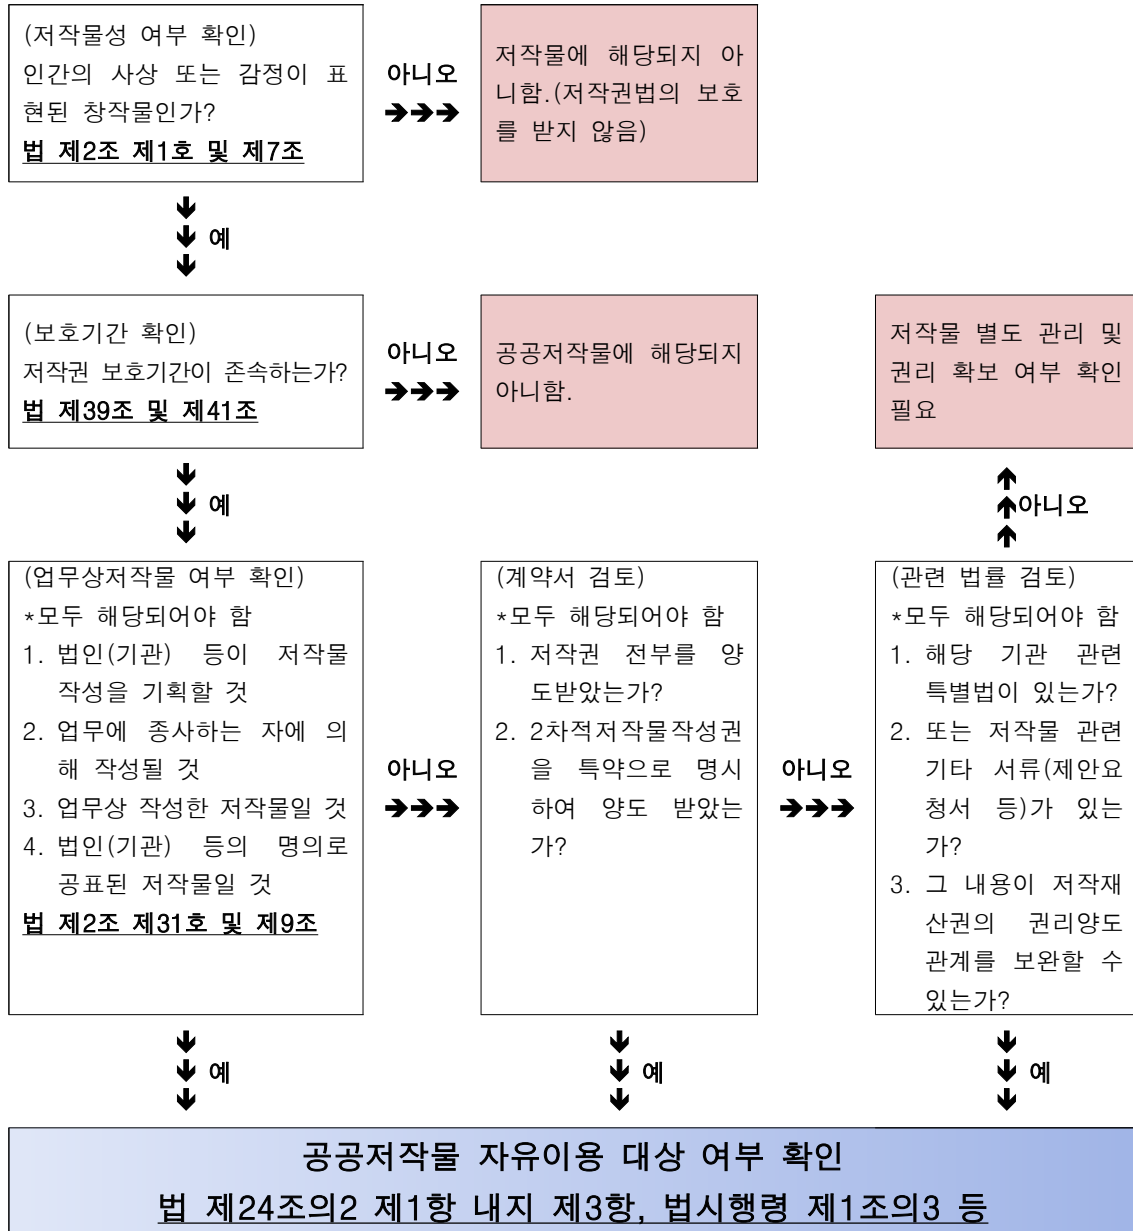 (저작물성 여부 확인)
인간의 사상 또는 감정이 표
현된 창작물인가?
법 제2조 제1호 및 제7조
아니오
→→→
저작물에 해당되지 아
니함.(저작권법의 보호
를 받지 않음)
↓
↓ 예
↓
(보호기간 확인)
저작권 보호기간이 존속하는가?
법 제39조 및 제41조
아니오
→→→
공공저작물에 해당되지
아니함.
저작물 별도 관리 및
권리 확보 여부 확인
필요
↓
↓ 예
↓
↑
↑아니오
↑
(업무상저작물 여부 확인)
*모두 해당되어야 함
1. 법인(기관) 등이 저작물
작성을 기획할 것
2. 업무에 종사하는 자에 의
해 작성될 것
3. 업무상 작성한 저작물일 것
4. 법인(기관) 등의 명의로
공표된 저작물일 것
법 제2조 제31호 및 제9조
아니오
→→→
(계약서 검토)
*모두 해당되어야 함
1. 저작권 전부를 양
도받았는가?
2. 2차적저작물작성권
을 특약으로 명시
하여 양도 받았는
가?
아니오
→→→
(관련 법률 검토)
*모두 해당되어야 함
1. 해당 기관 관련
특별법이 있는가?
2. 또는 저작물 관련
기타 서류(제안요
청서 등)가 있는
가?
3. 그 내용이 저작재
산권의 권리양도
관계를 보완할 수
있는가?
↓
↓ 예
↓
↓
↓ 예
↓
↓
↓ 예
↓
공공저작물 자유이용 대상 여부 확인
법 제24조의2 제1항 내지 제3항, 법시행령 제1조의3 등